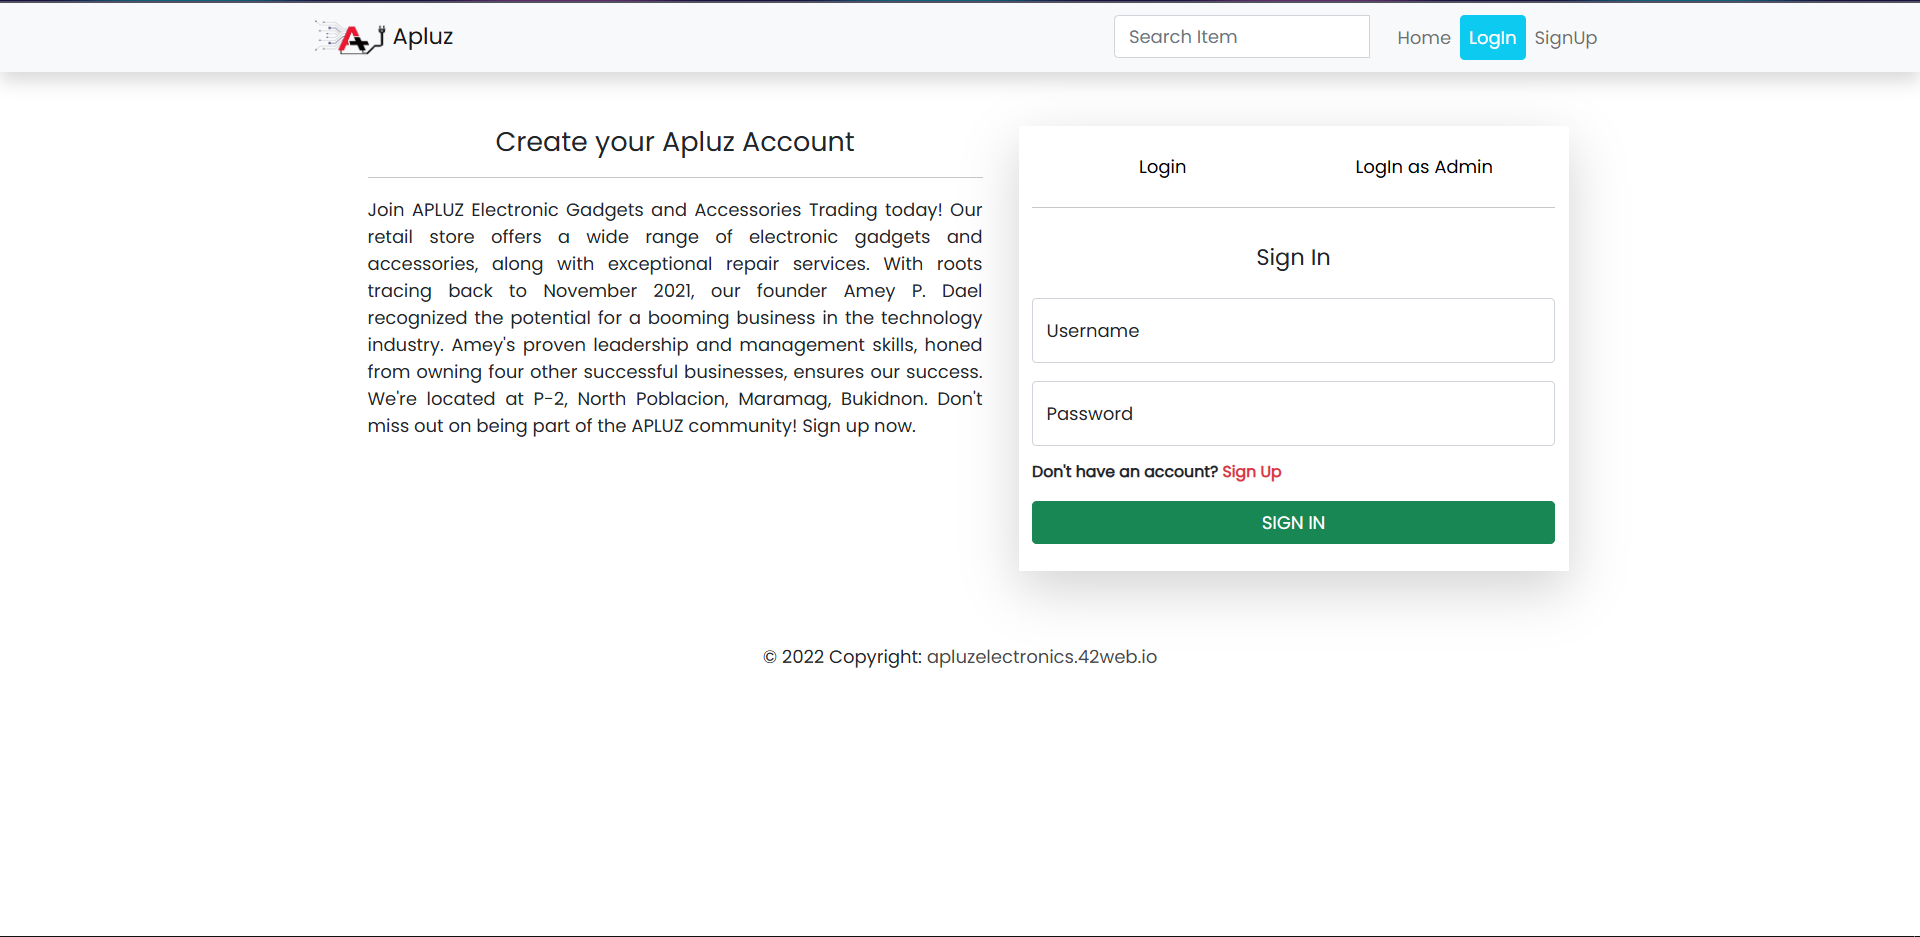 Apluz
Search Item
Home
LogIn
SignUp
Create your Apluz Account
Join APLUZ Electronic Gadgets and Accessories Trading today! Our
retail store offers a wide range of electronic gadgets and
accessories, along with exceptional repair services. With roots
tracing back to November 2021, our founder Amey P. Dael
recognized the potential for a booming business in the technology
industry. Amey's proven leadership and management skills, honed
from owning four other successful businesses, ensures our success.
We're located at P-2, North Poblacion, Maramag, Bukidnon. Don't
miss out on being part of the APLUZ community! Sign up now.
Login
LogIn as Admin
Sign In
Username
Password
Don't have an account? Sign Up
SIGN IN
© 2022 Copyright: apluzelectronics.42web.io